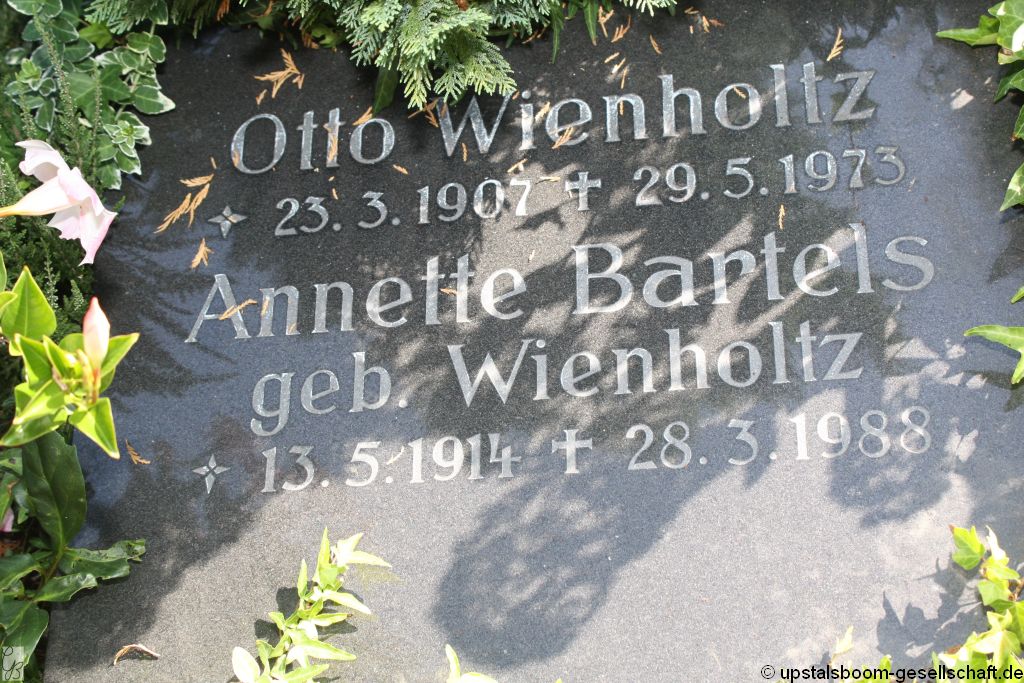 Otto Wienholtz
23.3.1907 ✝ 29.5.1973
Annette Bartels
geb. Wienholtz
13.5.1914 ✝ 28.3.1988
© upstalsboom-gesellschaft.de